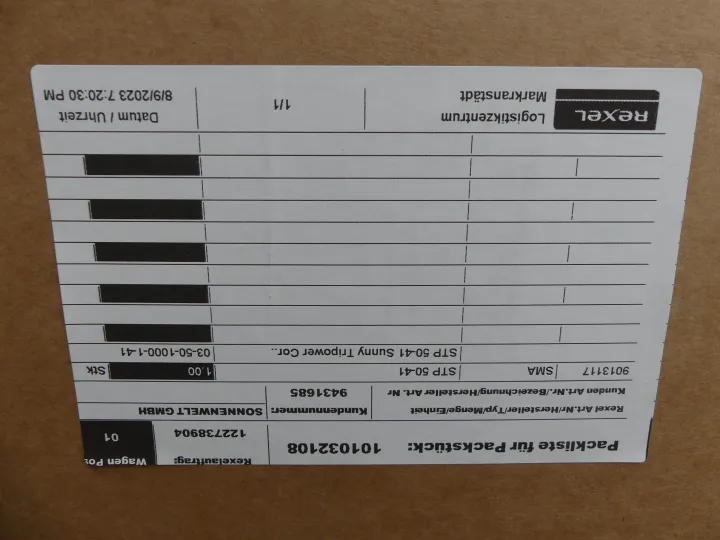 Packliste für Packstück: 101032108 Rexelauftrag: Wagen Pos
122738904 01
Rexel Art.Nr/Hersteller/Typ/Menge/Einheit Kundennummer: SONNENWELT GMBH
Kunden Art.Nr./Bezeichnung/Hersteller Art. Nr 9431685
9013117 SMA STP 50-41 1.00 Stk
STP 50-41 Sunny Tripower Cor.. 03-50-1000-1-41
REXEL Logistikzentrum 1/1 Datum / Uhrzeit
Markranstädt 8/9/2023 7:20:30 PM